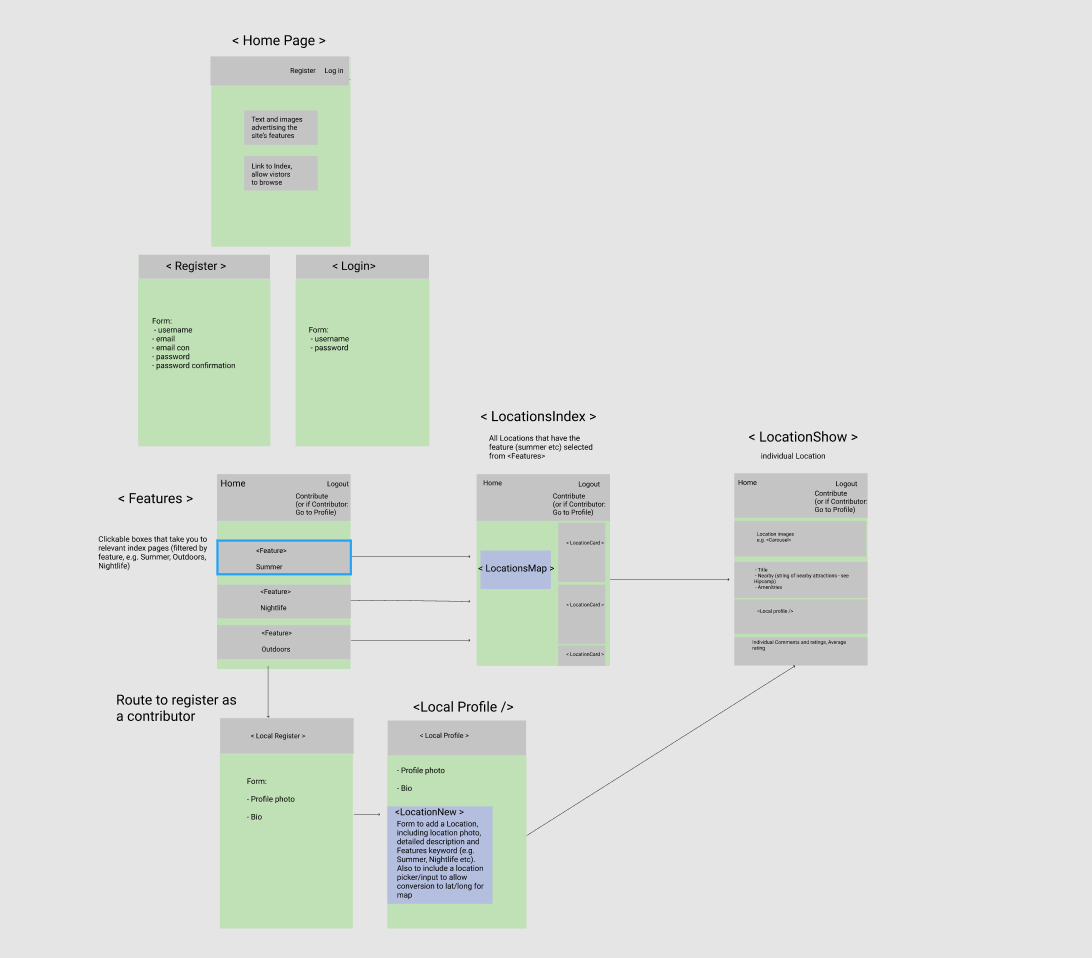 < Home Page >
Register Log in
Text and images
advertising the
site's features
Link to Index,
allow vistors
to browse
< Register >
Form:
- username
- email
- email con
- password
- password confirmation
< Login>
Form:
- username
- password
< LocationsIndex >
All Locations that have the
feature (summer etc) selected
from <Features>
< LocationShow >
individual Location
< Features >
Clickable boxes that take you to
relevant index pages (filtered by
feature, e.g. Summer, Outdoors,
Nightlife)
Home Logout
Contribute
(or if Contributor:
Go to Profile)
<Feature>
Summer
<Feature>
Nightlife
<Feature>
Outdoors
Home Logout
Contribute
(or if Contributor:
Go to Profile)
< LocationsMap >
< LocationCard >
< LocationCard >
< LocationCard >
Home Logout
Contribute
(or if Contributor:
Go to Profile)
Location images
e.g. <Carousel>
- Title
- Nearby (string of nearby attractions - see
Hipcamp)
- Amenitries
<Local profile />
Individual Comments and ratings, Average
rating
Route to register as
a contributor
< Local Register >
Form:
- Profile photo
- Bio
<Local Profile />
< Local Profile >
- Profile photo
- Bio
<LocationNew >
Form to add a Location,
including location photo,
detailed description and
Features keyword (e.g.
Summer, Nightlife etc).
Also to include a location
picker/input to allow
conversion to lat/long for
map